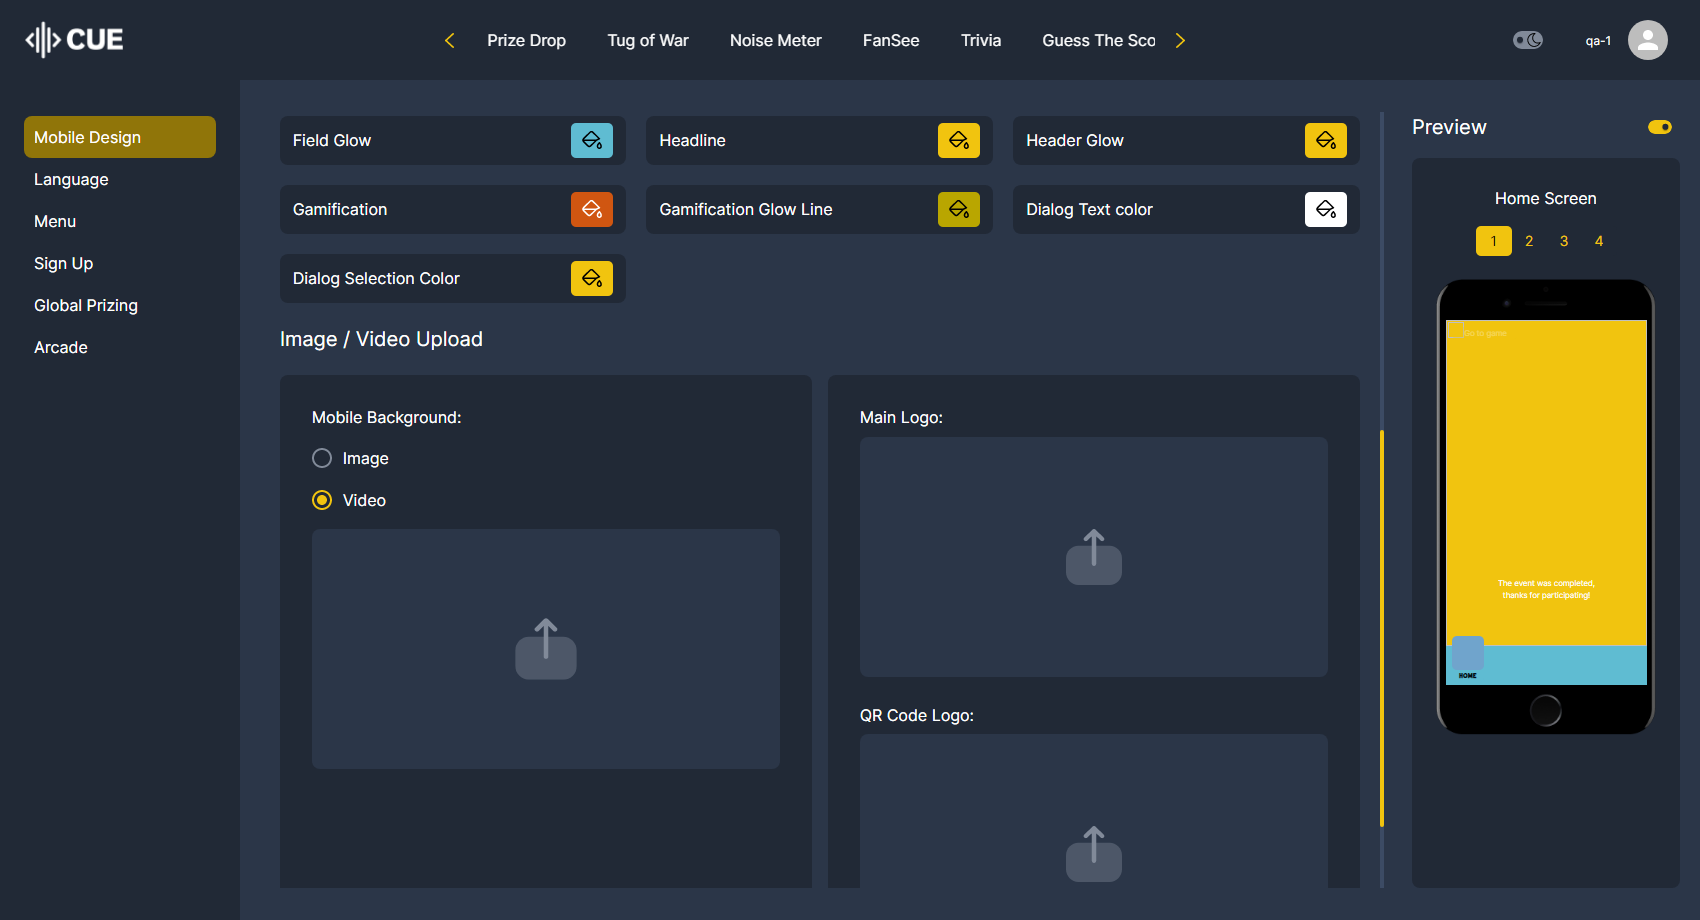 CUE
Prize Drop
Tug of War
Noise Meter
FanSee
Trivia
Guess The Sco
qa-1
Mobile Design
Language
Menu
Sign Up
Global Prizing
Arcade
Field Glow
Headline
Header Glow
Gamification
Gamification Glow Line
Dialog Text color
Dialog Selection Color
Image / Video Upload
Mobile Background:
Image
Video
Main Logo:
QR Code Logo:
Preview
Home Screen
1 2 3 4
Go to game
The event was completed,
thanks for participating!
HOME